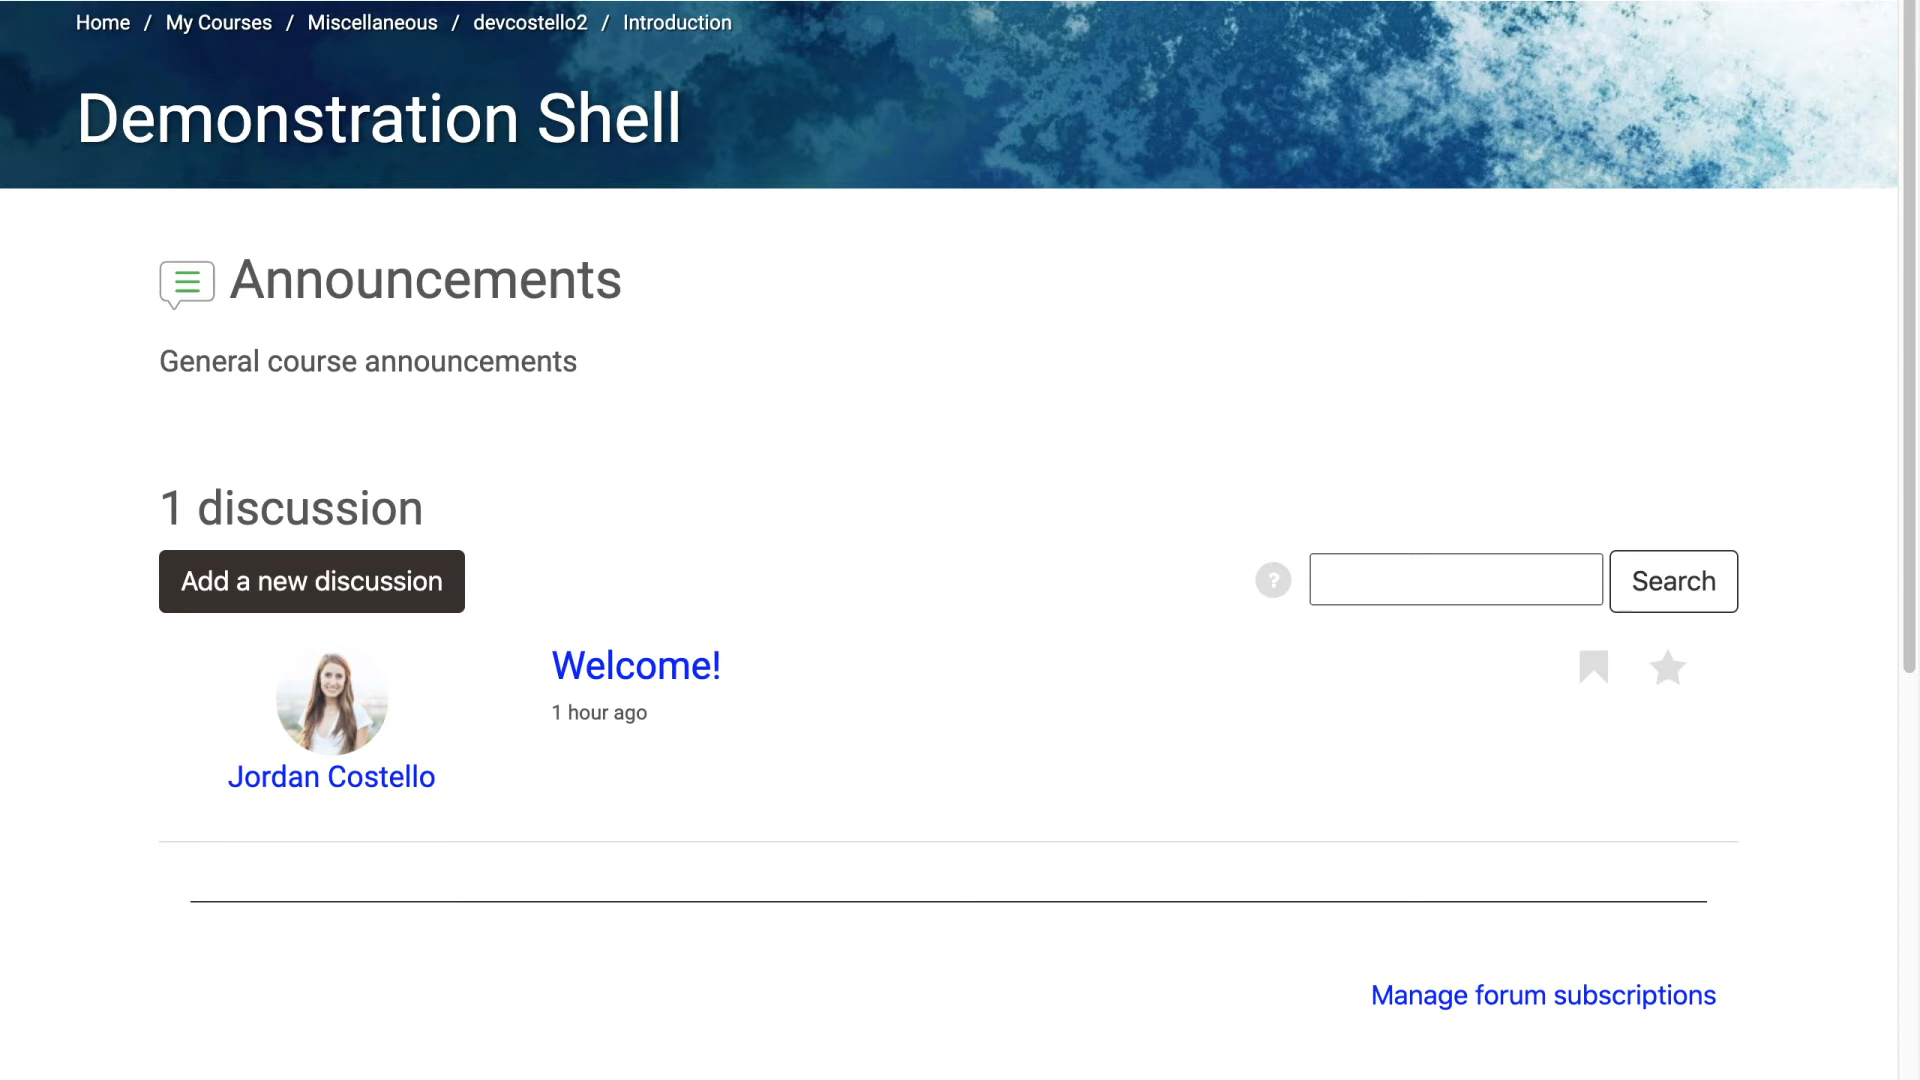 Home / My Courses / Miscellaneous / devcostello2 / Introduction
Demonstration Shell
Announcements
General course announcements
1 discussion
Add a new discussion
? Search
Welcome!
1 hour ago
Jordan Costello
Manage forum subscriptions